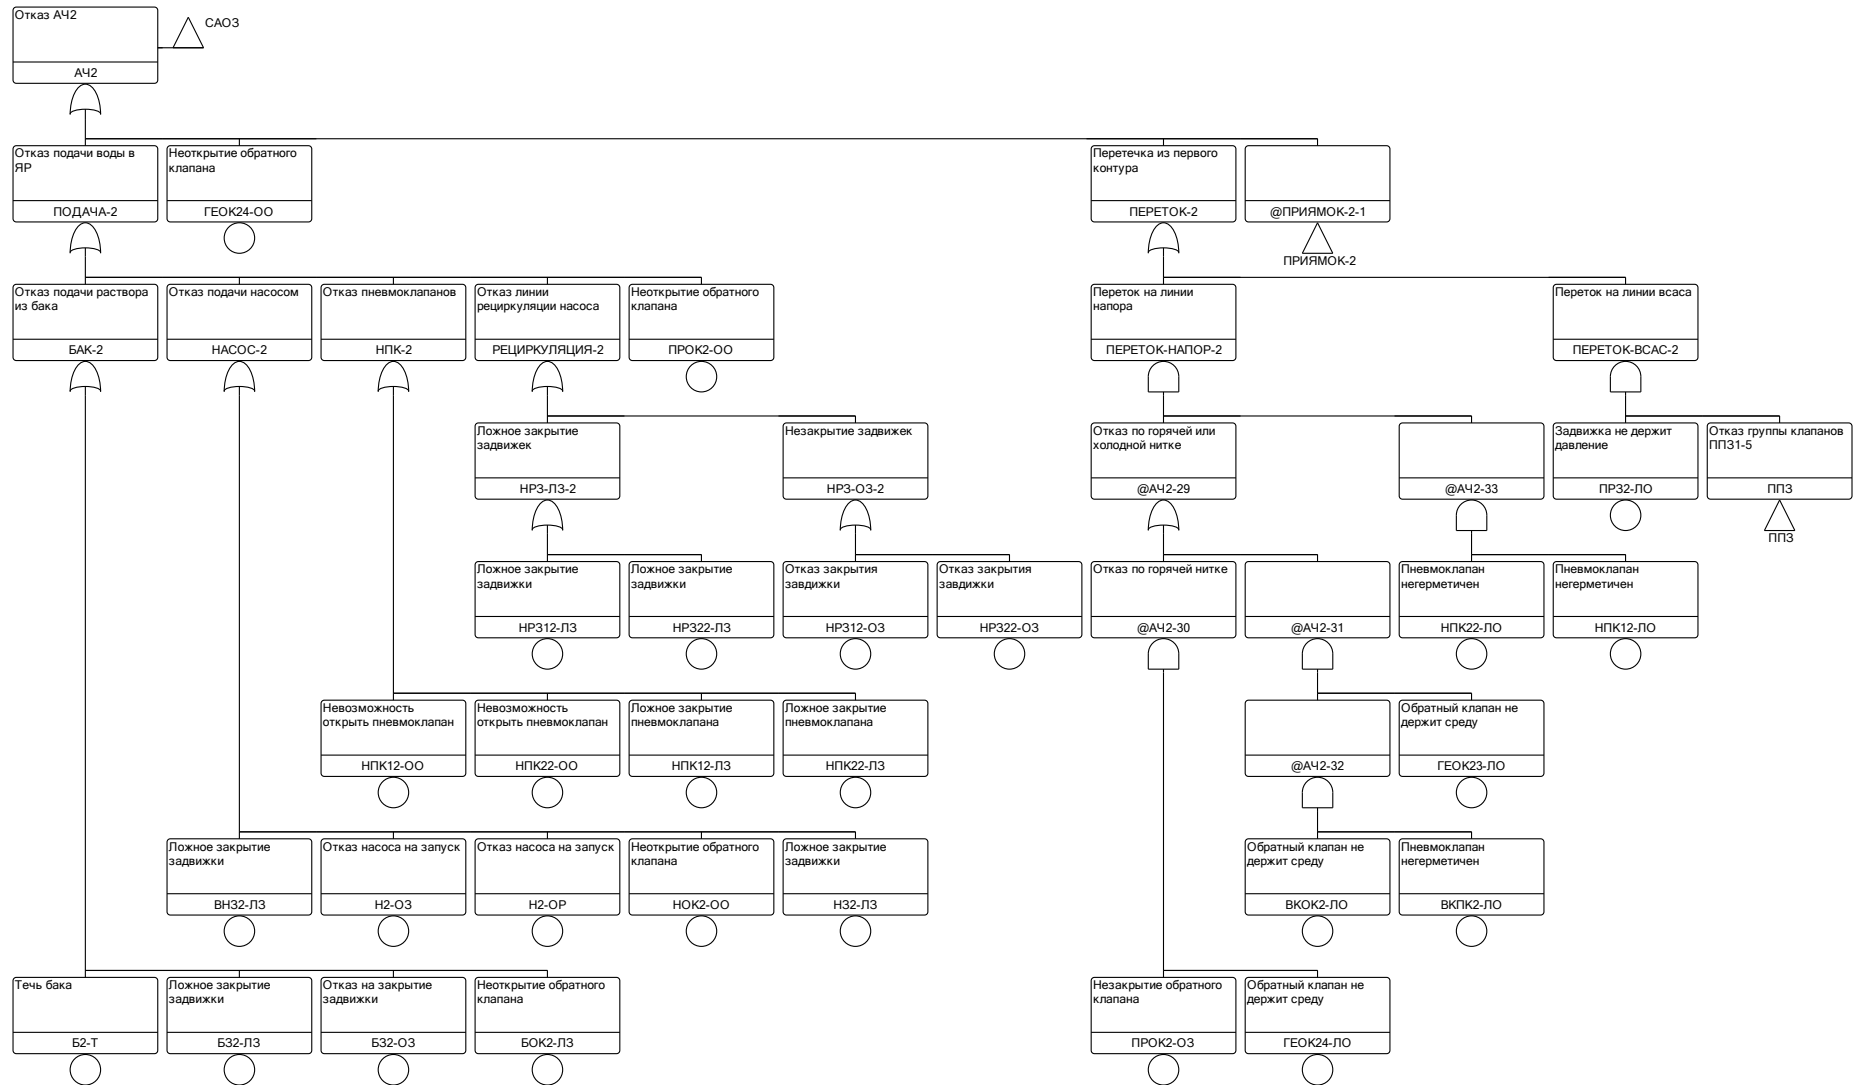 Отказ АЧ2
САОЗ
АЧ2
Отказ подачи воды в
ЯР
ПОДАЧА-2
Неоткрытие обратного
клапана
ГЕОК24-ОО
Перетечка из первого
контура
ПЕРЕТОК-2
@ПРИЯМОК-2-1
ПРИЯМОК-2
Отказ подачи раствора
из бака
БАК-2
Отказ подачи насосом
НАСОС-2
Отказ пневмоклапанов
НПК-2
Отказ линии
рециркуляции насоса
РЕЦИРКУЛЯЦИЯ-2
Неоткрытие обратного
клапана
ПРОК2-ОО
Переток на линии
напора
ПЕРЕТОК-НАПОР-2
Переток на линии всаса
ПЕРЕТОК-ВСАС-2
Ложное закрытие
задвижек
НРЗ-ЛЗ-2
Незакрытие задвижек
НРЗ-ОЗ-2
Отказ по горячей или
холодной нитке
@АЧ2-29
@АЧ2-33
Задвижка не держит
давление
ПРЗ2-ЛО
Отказ группы клапанов
ППЗ1-5
ППЗ
ППЗ
Ложное закрытие
задвижки
НРЗ12-ЛЗ
Ложное закрытие
задвижки
НРЗ22-ЛЗ
Отказ закрытия
завдижки
НРЗ12-ОЗ
Отказ закрытия
завдижки
НРЗ22-ОЗ
Отказ по горячей нитке
@АЧ2-30
@АЧ2-31
Пневмоклапан
негерметичен
НПК22-ЛО
Пневмоклапан
негерметичен
НПК12-ЛО
Невозможность
открыть пневмоклапан
НПК12-ОО
Невозможность
открыть пневмоклапан
НПК22-ОО
Ложное закрытие
пневмоклапана
НПК12-ЛЗ
Ложное закрытие
пневмоклапана
НПК22-ЛЗ
@АЧ2-32
Обратный клапан не
держит среду
ГЕОК23-ЛО
Ложное закрытие
задвижки
ВНЗ2-ЛЗ
Отказ насоса на запуск
Н2-ОЗ
Отказ насоса на запуск
Н2-ОР
Неоткрытие обратного
клапана
НОК2-ОО
Ложное закрытие
задвижки
НЗ2-ЛЗ
Обратный клапан не
держит среду
ВКОК2-ЛО
Пневмоклапан
негерметичен
ВКПК2-ЛО
Течь бака
Б2-Т
Ложное закрытие
задвижки
БЗ2-ЛЗ
Отказ на закрытие
задвижки
БЗ2-ОЗ
Неоткрытие обратного
клапана
БОК2-ЛЗ
Незакрытие обратного
клапана
ПРОК2-ОЗ
Обратный клапан не
держит среду
ГЕОК24-ЛО